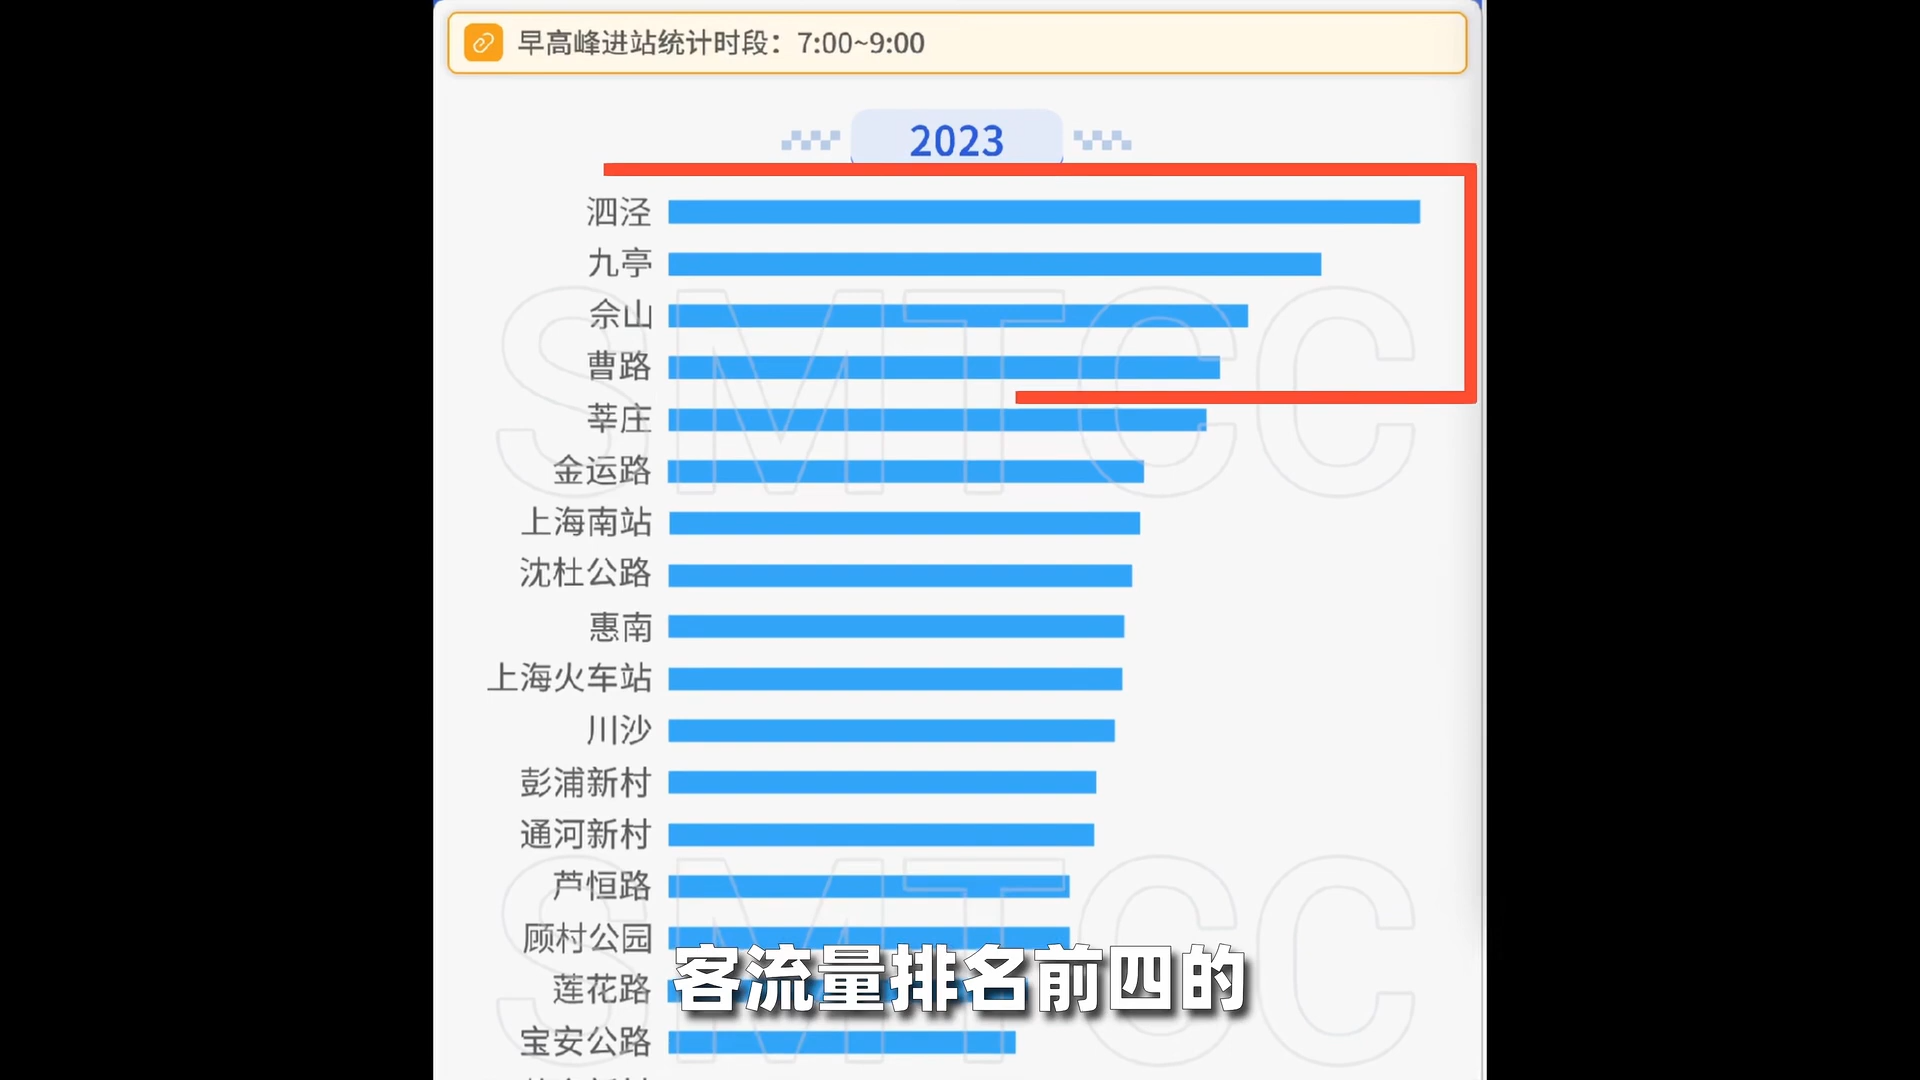 早高峰进站统计时段：7:00~9:00
2023
泗泾
九亭
佘山
曹路
莘庄
金运路
上海南站
沈杜公路
惠南
上海火车站
川沙
彭浦新村
通河新村
芦恒路
顾村公园
莲花路
宝安公路
SMTCC
SMTCC
客流量排名前四的